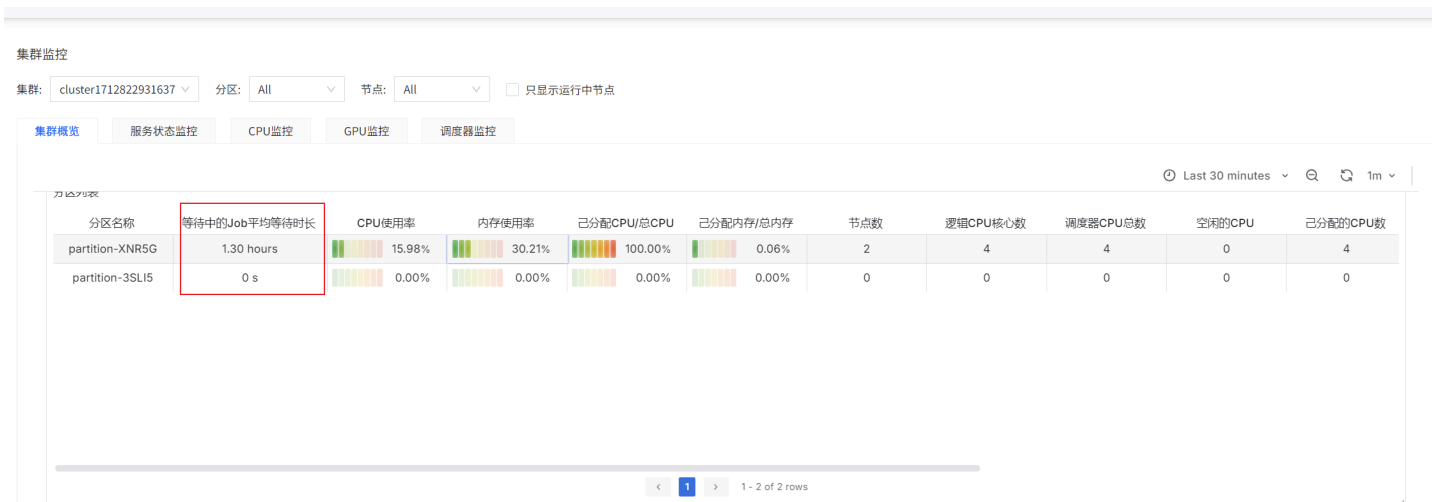 集群监控
集群: cluster1712822931637 分区: All 节点: All 只显示运行中节点
集群概览 服务状态监控 CPU监控 GPU监控 调度器监控
Last 30 minutes 1m
分区列表
分区名称 等待中的Job平均等待时长 CPU使用率 内存使用率 已分配CPU/总CPU 已分配内存/总内存 节点数 逻辑CPU核心数 调度器CPU总数 空闲的CPU 已分配的CPU数
partition-XNR5G 1.30 hours 15.98% 30.21% 100.00% 0.06% 2 4 4 0 4
partition-3SLI5 0 s 0.00% 0.00% 0.00% 0.00% 0 0 0 0 0
1 1 - 2 of 2 rows